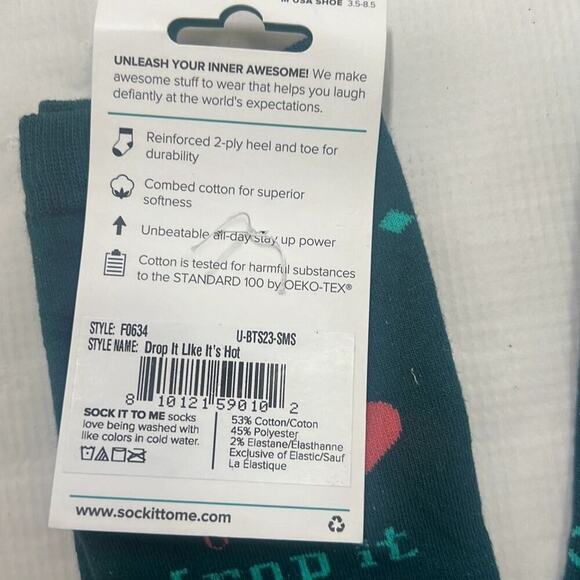 M USA SHOE 3.5-8.5
UNLEASH YOUR INNER AWESOME! We make
awesome stuff to wear that helps you laugh
defiantly at the world's expectations.
Reinforced 2-ply heel and toe for
durability
Combed cotton for superior
softness
Unbeatable all-day stay up power
Cotton is tested for harmful substances
to the STANDARD 100 by OEKO-TEX®
STYLE: F0634 U-BTS23-SMS
STYLE NAME: Drop It LIke It's Hot
8 10121 59010 2
SOCK IT TO ME socks
love being washed with
like colors in cold water.
53% Cotton/Coton
45% Polyester
2% Elastane/Élasthanne
Exclusive of Elastic/Sauf
La Élastique
www.sockittome.com
drop it